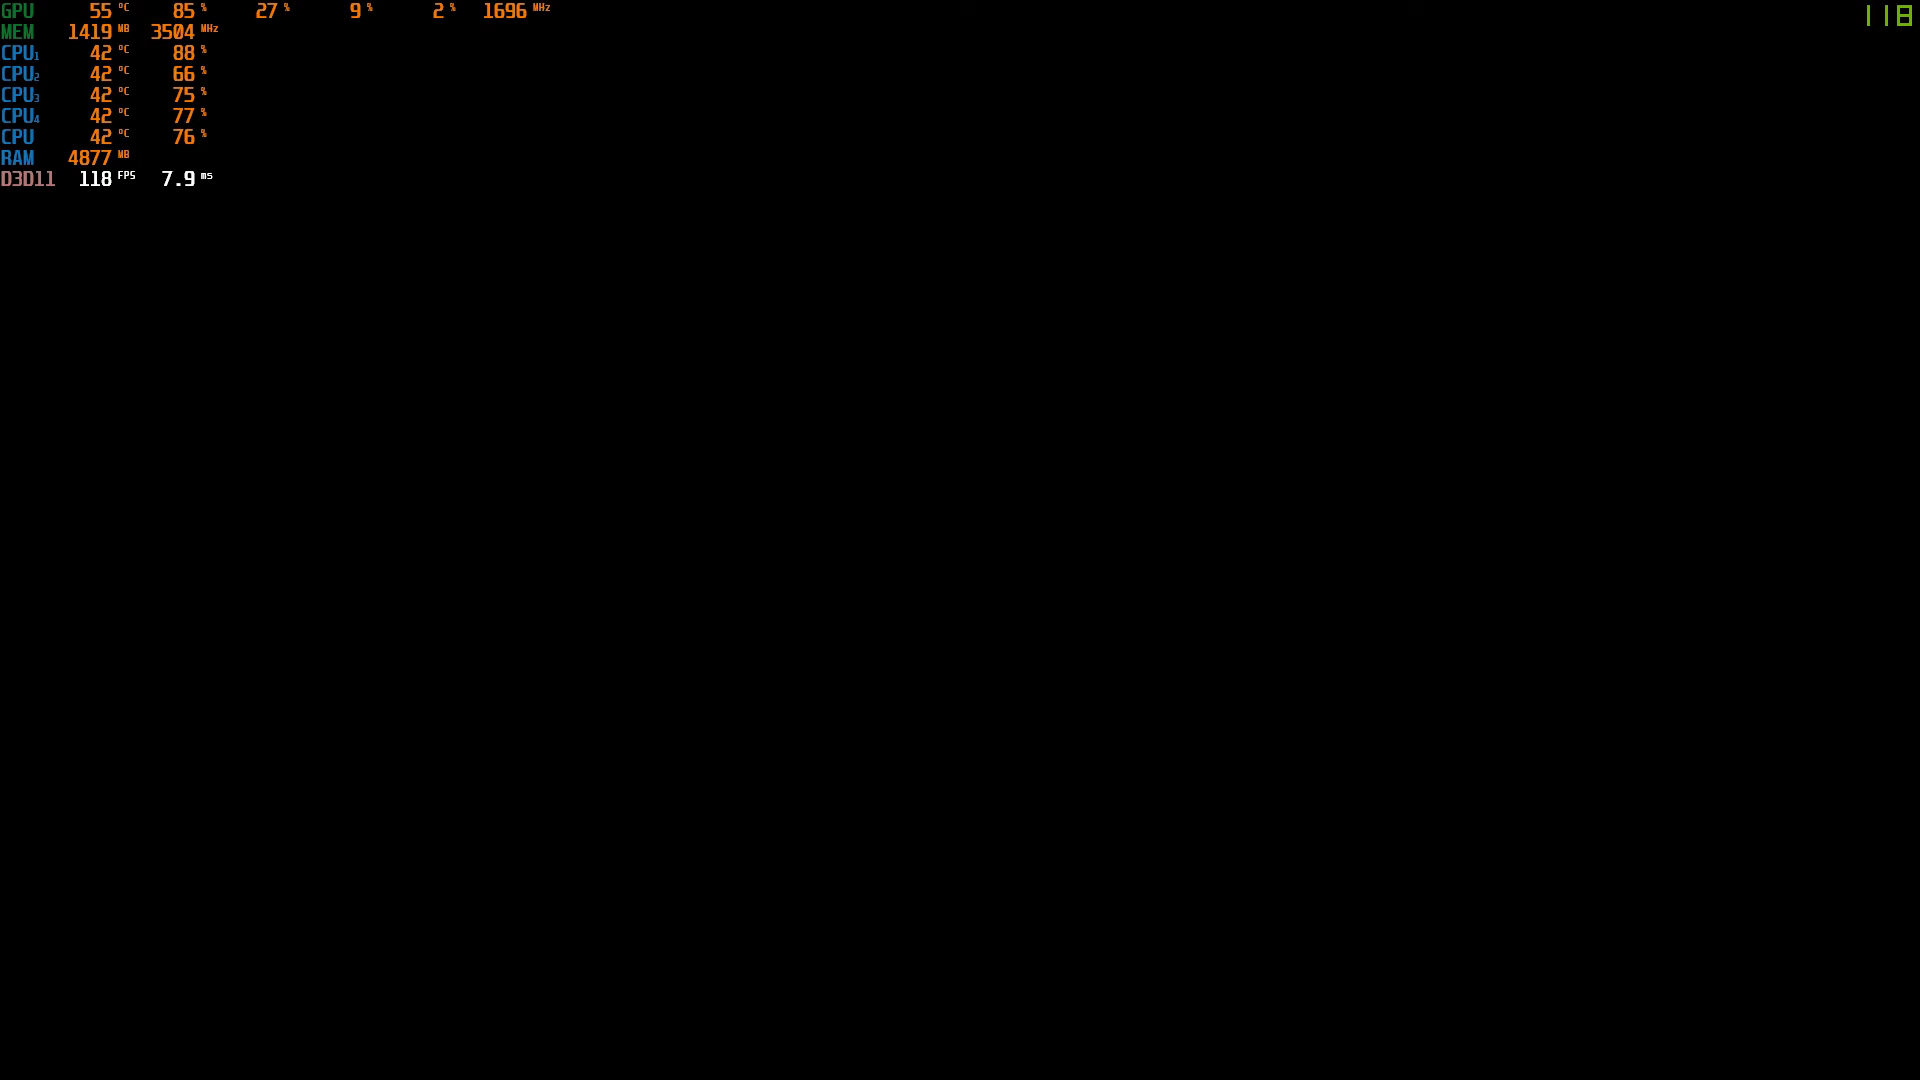 GPU 55 °C 85 % 27 % 9 % 2 % 1696 MHz 118
MEM 1419 MB 3504 MHz
CPU1 42 °C 88 %
CPU2 42 °C 66 %
CPU3 42 °C 75 %
CPU4 42 °C 77 %
CPU 42 °C 76 %
RAM 4877 MB
D3D11 118 FPS 7.9 ms